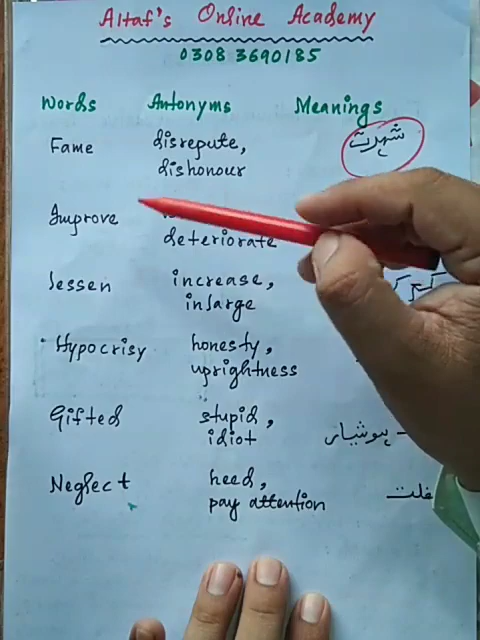 Altaf's Online Academy
0308 3690185
Words Antonyms Meanings
Fame disrepute, شہرت
dishonour
Improve
deteriorate
lessen increase,
inlarge
Hypocrisy honesty,
uprightness
Gifted stupid, ہوشیار
idiot
Neglect heed,
pay attention